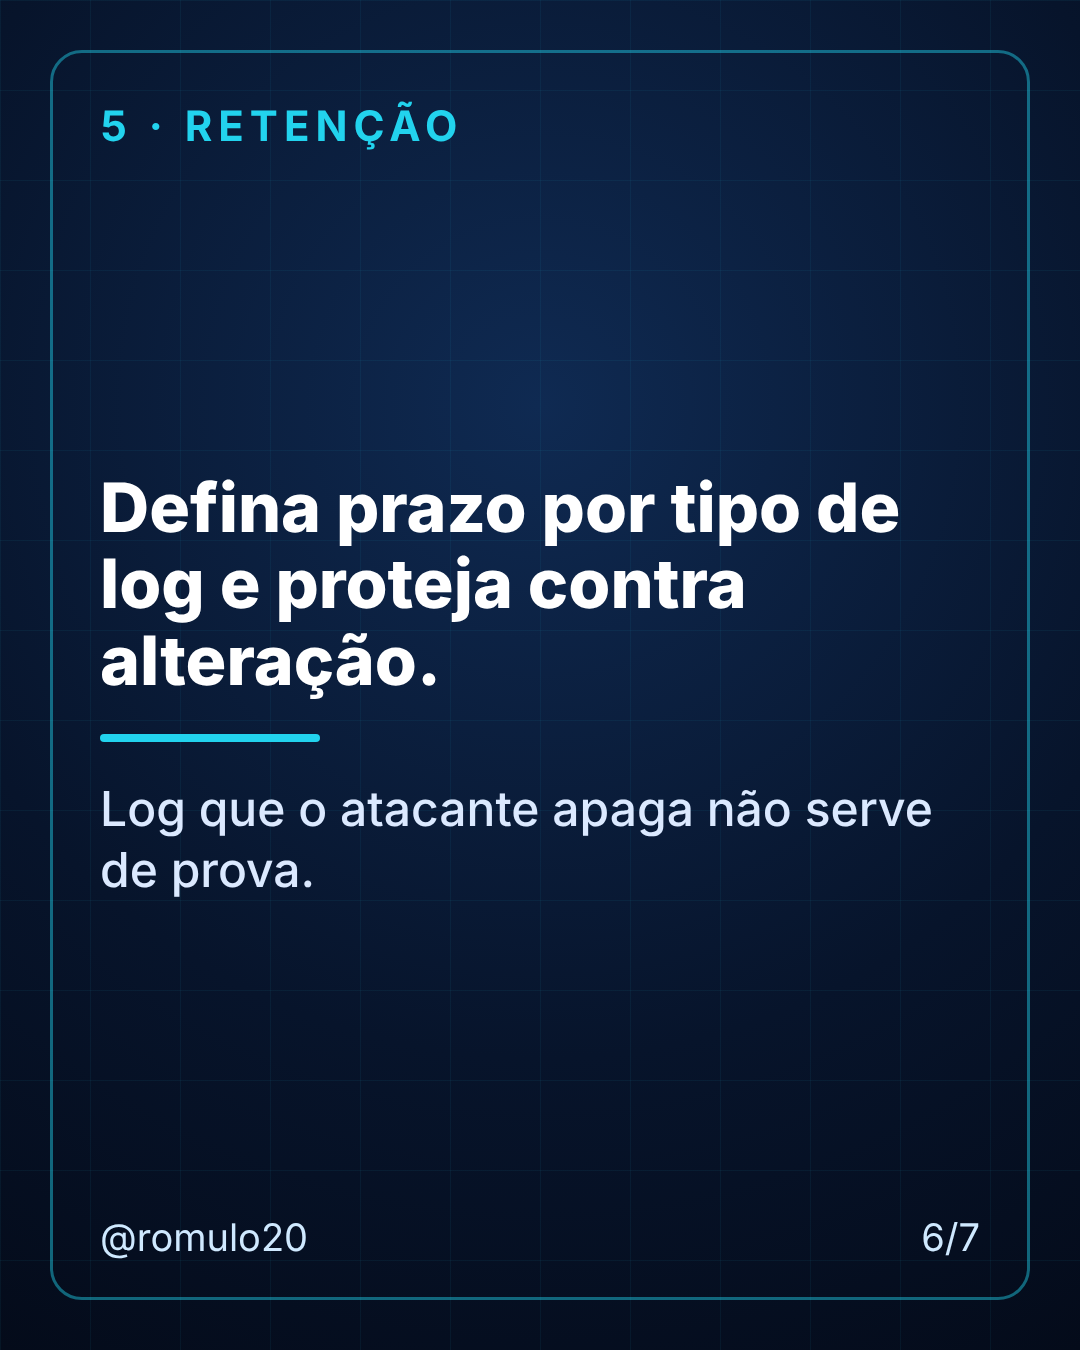 5 · RETENÇÃO
Defina prazo por tipo de
log e proteja contra
alteração.
Log que o atacante apaga não serve
de prova.
@romulo20
6/7